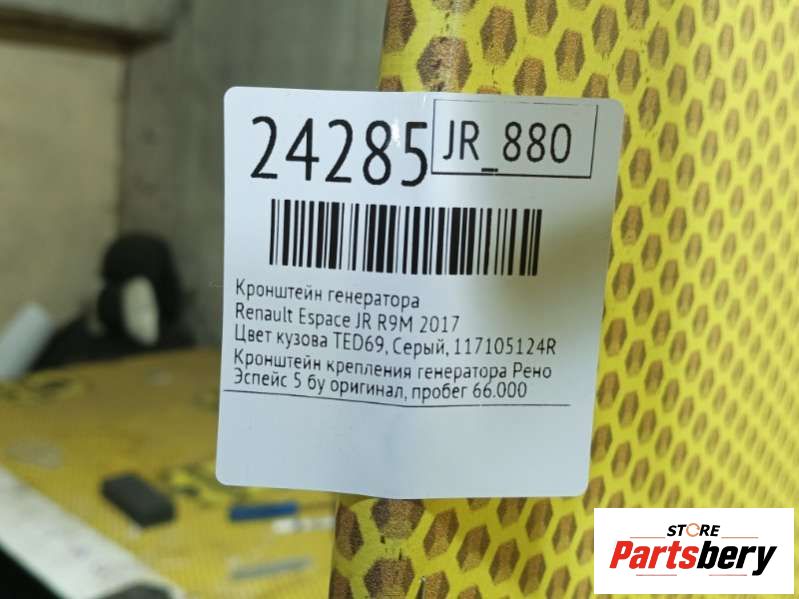 24285 JR_880
Кронштейн генератора
Renault Espace JR R9M 2017
Цвет кузова TED69, Серый, 117105124R
Кронштейн крепления генератора Рено
Эспейс 5 бу оригинал, пробег 66.000
STORE
Partsbery